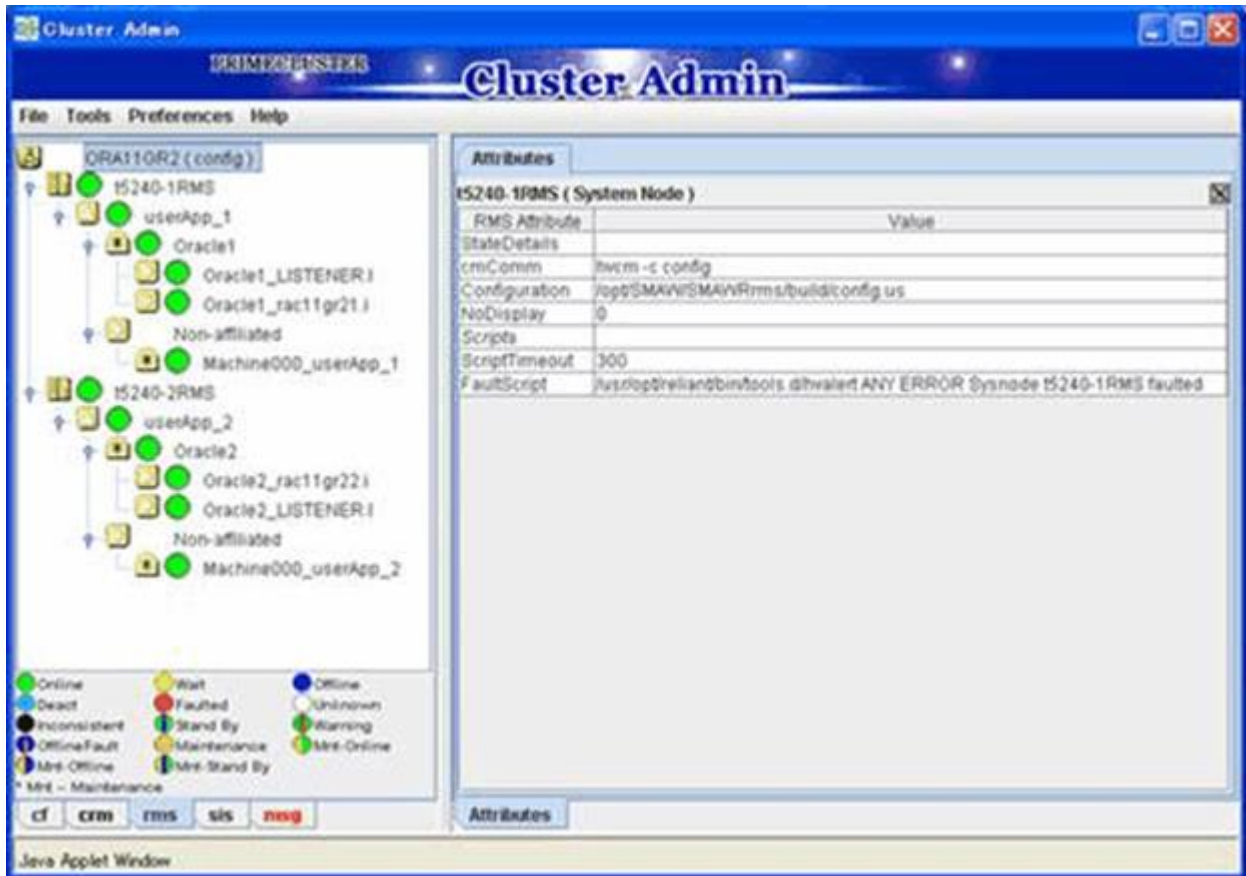 Cluster Admin
PRIMECLUSTER
Cluster Admin
File Tools Preferences Help
ORA11GR2 ( config )
t5240-1RMS
userApp_1
Oracle1
Oracle1_LISTENER.l
Oracle1_rac11gr21.i
Non-affiliated
Machine000_userApp_1
t5240-2RMS
userApp_2
Oracle2
Oracle2_rac11gr22.i
Oracle2_LISTENER.l
Non-affiliated
Machine000_userApp_2
Online Wait Offline
Deact Faulted Unknown
Inconsistent Stand By Warning
OfflineFault Maintenance Mnt-Online
Mnt-Offline Mnt-Stand By
* Mnt - Maintenance
cf crm rms sis msg
Attributes
t5240-1RMS ( System Node )
RMS Attribute Value
StateDetails
cmComm hvcm -c config
Configuration /opt/SMAW/SMAWRrms/build/config.us
NoDisplay 0
Scripts
ScriptTimeout 300
FaultScript /usr/opt/reliant/bin/tools.d/hvalert ANY ERROR Sysnode t5240-1RMS faulted
Attributes
Java Applet Window